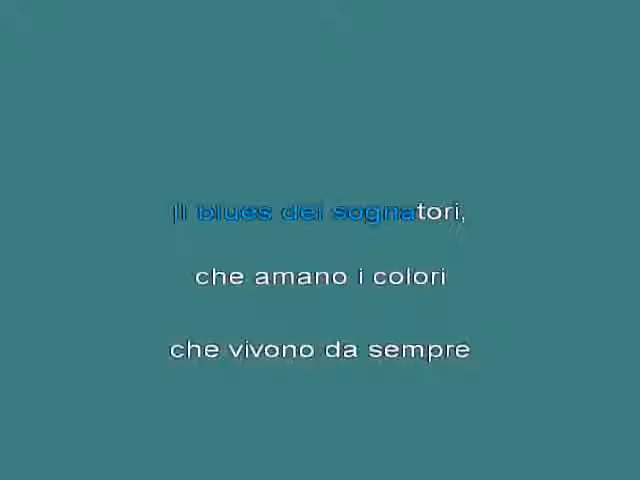 Il blues dei sognatori,
che amano i colori
che vivono da sempre